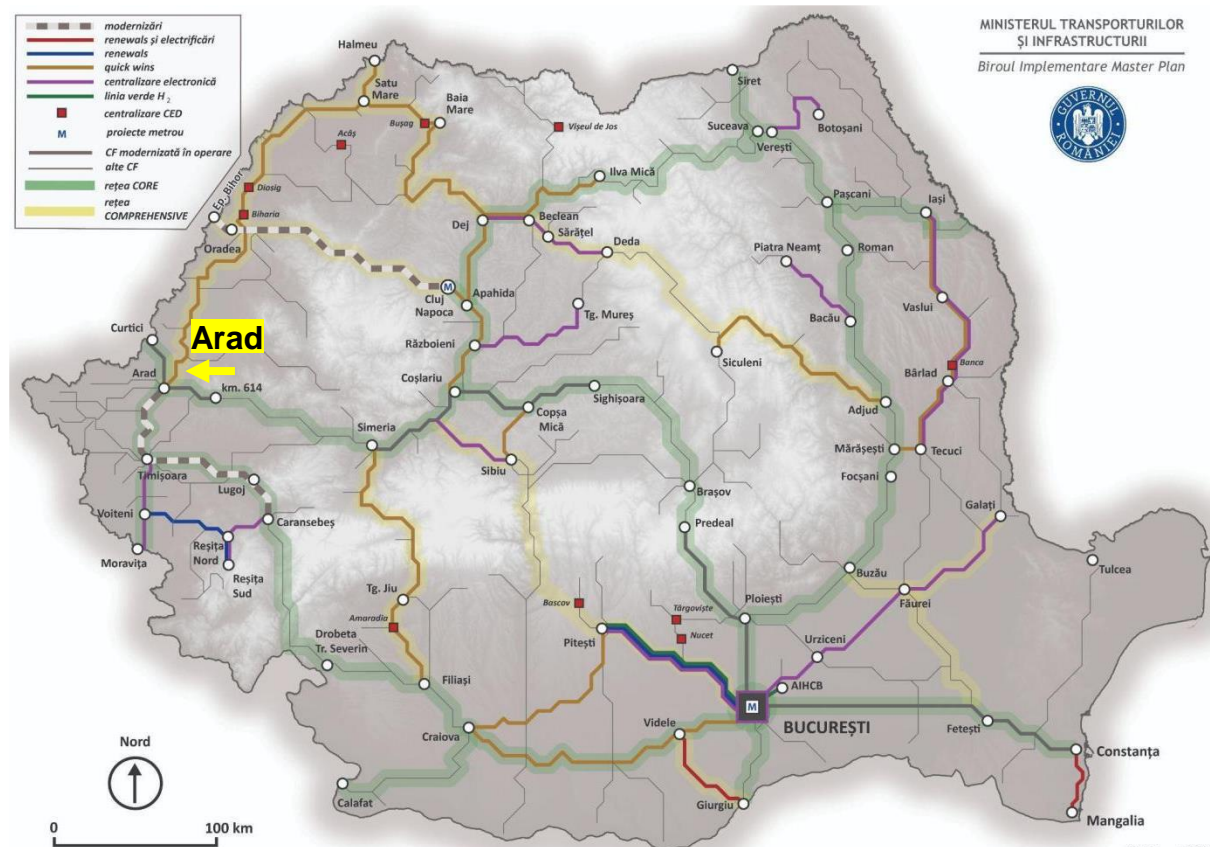 modernizări
renewals și electrificări
renewals
quick wins
centralizare electronică
linia verde H₂
centralizare CED
M proiecte metrou
CF modernizată în operare
alte CF
rețea CORE
rețea
COMPREHENSIVE
MINISTERUL TRANSPORTURILOR
ȘI INFRASTRUCTURII
Biroul Implementare Master Plan
GUVERNUL
ROMÂNIEI
Halmeu
Satu
Mare
Baia
Mare
Bușag
Acâș
Vișeul de Jos
Siret
Suceava
Verești
Botoșani
Ilva Mică
Diosig
Ep. Bihor
Biharia
Oradea
Dej
Beclean
Sărățel
Deda
Pașcani
Iași
Piatra Neamț
Roman
M
Cluj
Napoca
Apahida
Tg. Mureș
Bacău
Vaslui
Curtici
Arad
Războieni
Siculeni
Banca
Bârlad
Arad
km. 614
Coșlariu
Copșa
Mică
Sighișoara
Adjud
Simeria
Sibiu
Mărășești
Tecuci
Timișoara
Lugoj
Focșani
Brașov
Galați
Voiteni
Caransebeș
Predeal
Reșița
Nord
Moravița
Reșița
Sud
Buzău
Tulcea
Tg. Jiu
Bascov
Târgoviște
Ploiești
Făurei
Amaradia
Nucet
Drobeta
Tr. Severin
Pitești
Urziceni
Filiași
AIHCB
M
BUCUREȘTI
Craiova
Videle
Fetești
Constanța
Nord
Calafat
Giurgiu
Mangalia
0 100 km